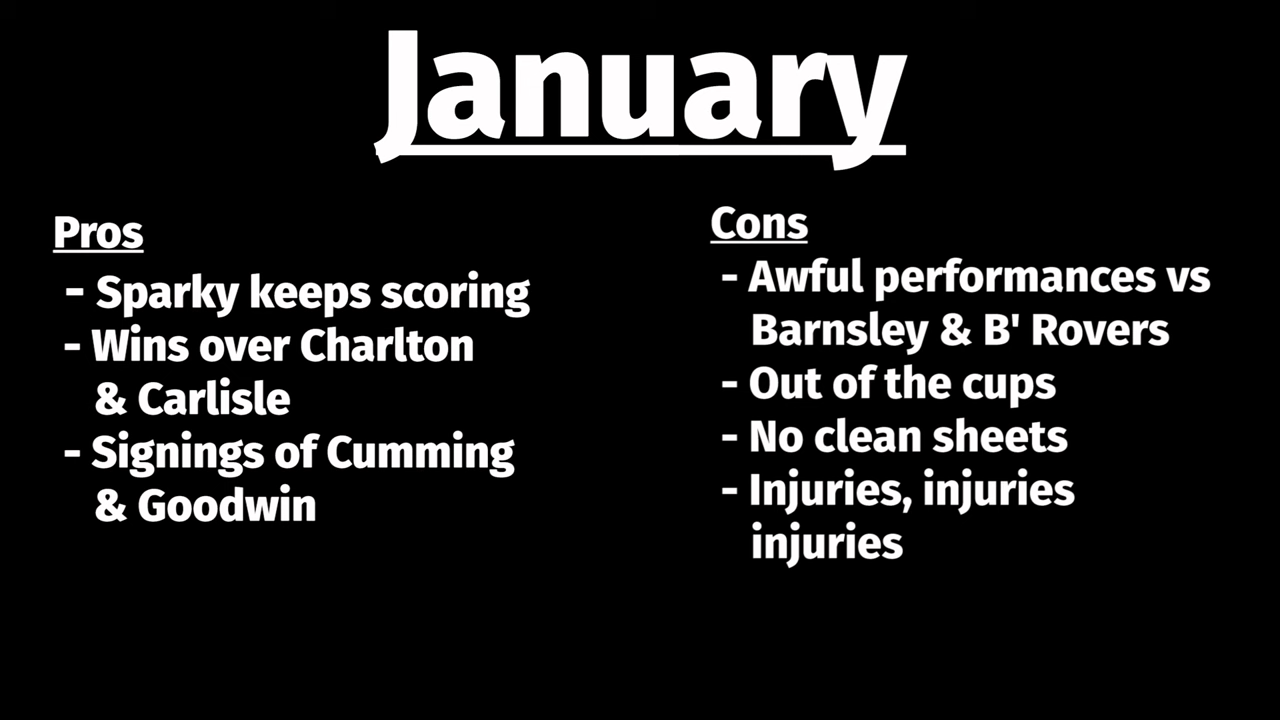 January
Pros
- Sparky keeps scoring
- Wins over Charlton
& Carlisle
- Signings of Cumming
& Goodwin
Cons
- Awful performances vs
Barnsley & B' Rovers
- Out of the cups
- No clean sheets
- Injuries, injuries
injuries